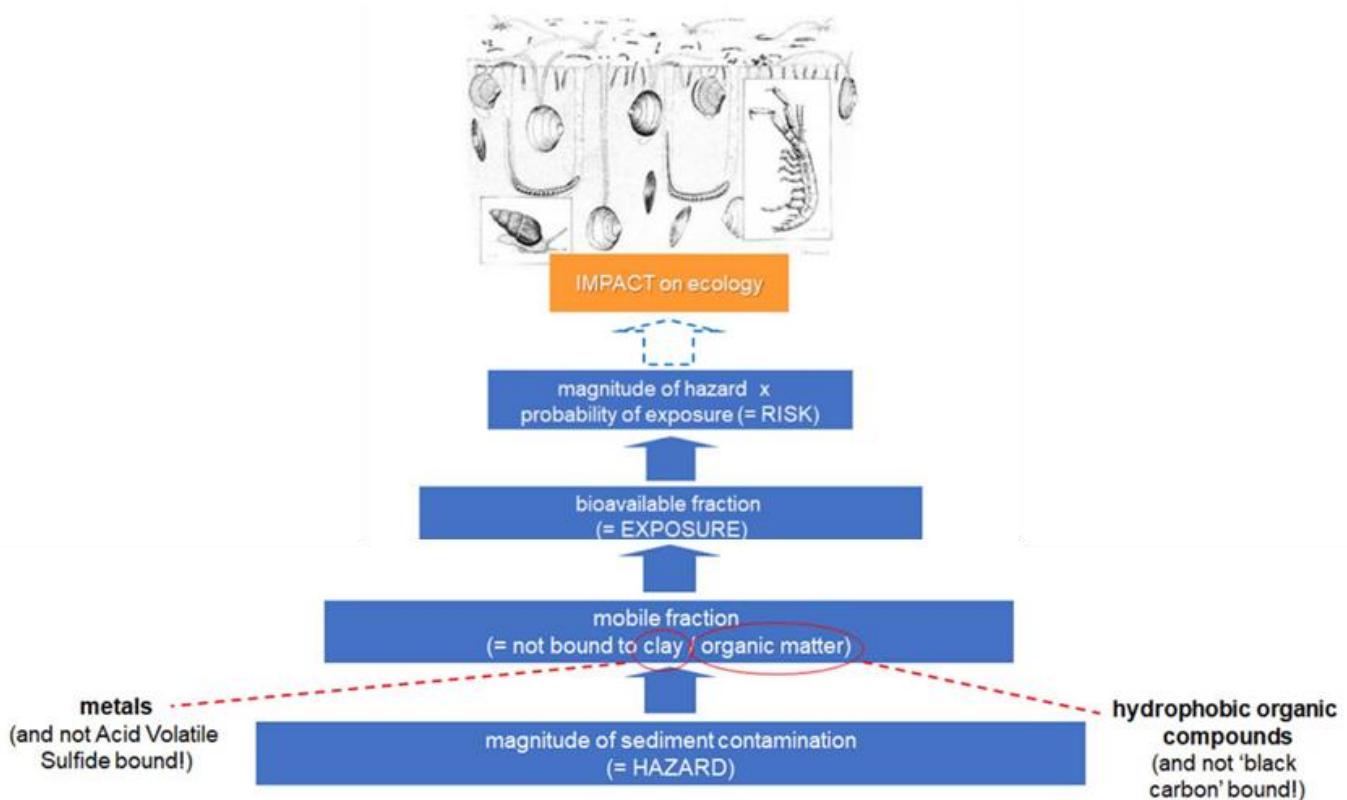 IMPACT on ecology
magnitude of hazard x
probability of exposure (= RISK)
bioavailable fraction
(= EXPOSURE)
mobile fraction
(= not bound to clay / organic matter)
metals
(and not Acid Volatile
Sulfide bound!)
hydrophobic organic
compounds
(and not ‘black
carbon’ bound!)
magnitude of sediment contamination
(= HAZARD)